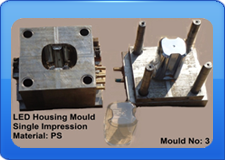 LED Housing Mould
Single Impression
Material: PS
Mould No: 3